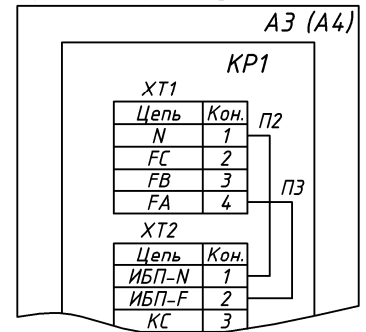 А3 (А4)
КР1
ХТ1
Цепь Кон.
N 1
FC 2
FB 3
FA 4
П2
П3
ХТ2
Цепь Кон.
ИБП-N 1
ИБП-F 2
КС 3